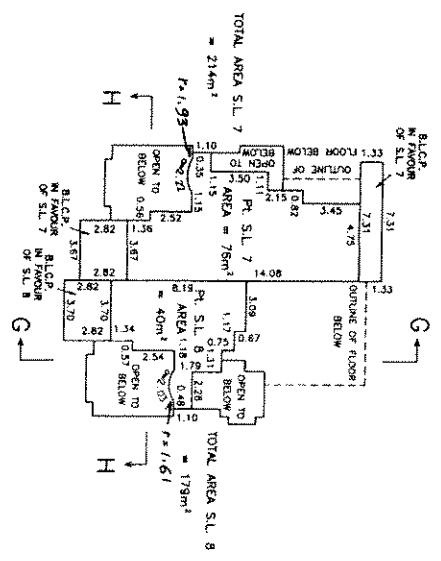 TOTAL AREA S.L. 7
= 214m²
r=1.93
H
1.10
0.35
1.15
a=2.21
1.15
OPEN TO
BELOW
0.56
2.52
1.36
3.50
OPEN TO
BELOW
1.11
2.15
0.82
3.45
OUTLINE OF
FLOOR BELOW
1.33
B.L.C.P.
IN FAVOUR
OF S.L. 7
7.31
7.31
4.75
1.33
Pt. S.L. 7
AREA = 76m²
14.08
B.L.C.P.
IN FAVOUR
OF S.L. 7
2.82
3.67
3.67
2.82
B.L.C.P.
IN FAVOUR
OF S.L. 8
2.82
3.70
3.70
2.82
8.19
Pt. S.L. 8
AREA
= 40m²
3.09
1.17
0.87
0.75
1.31
1.18
1.79
2.28
0.48
1.10
1.34
2.54
0.57
a=2.03
r=1.61
OPEN TO
BELOW
OPEN TO
BELOW
OUTLINE OF FLOOR
BELOW
TOTAL AREA S.L. 8
= 179m²
H
G
G